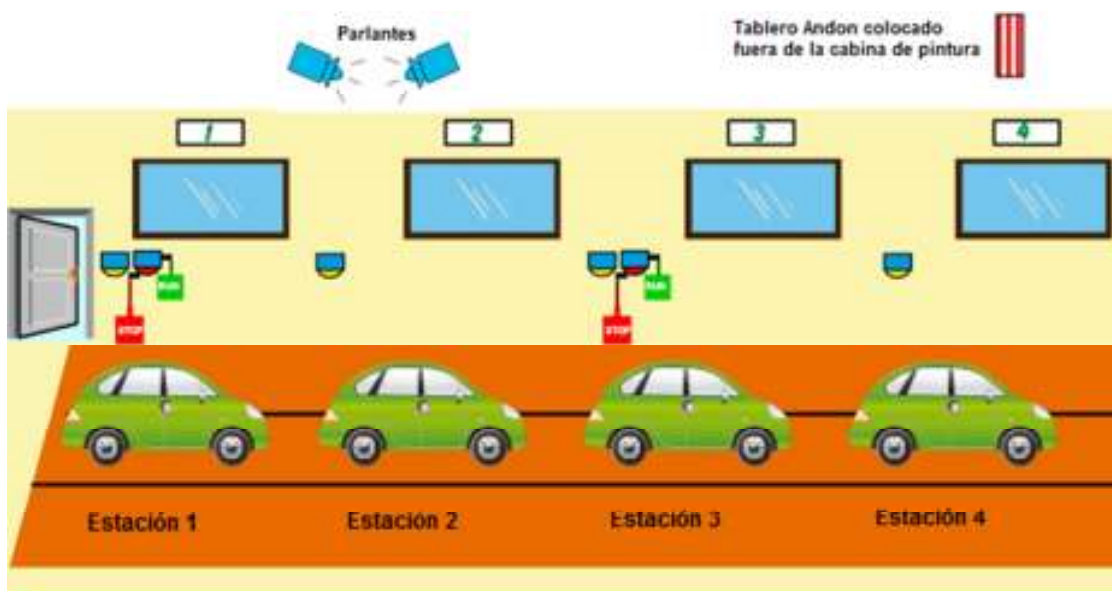 Parlantes
Tablero Andon colocado
fuera de la cabina de pintura
1
2
3
4
STOP
STOP
Estación 1
Estación 2
Estación 3
Estación 4